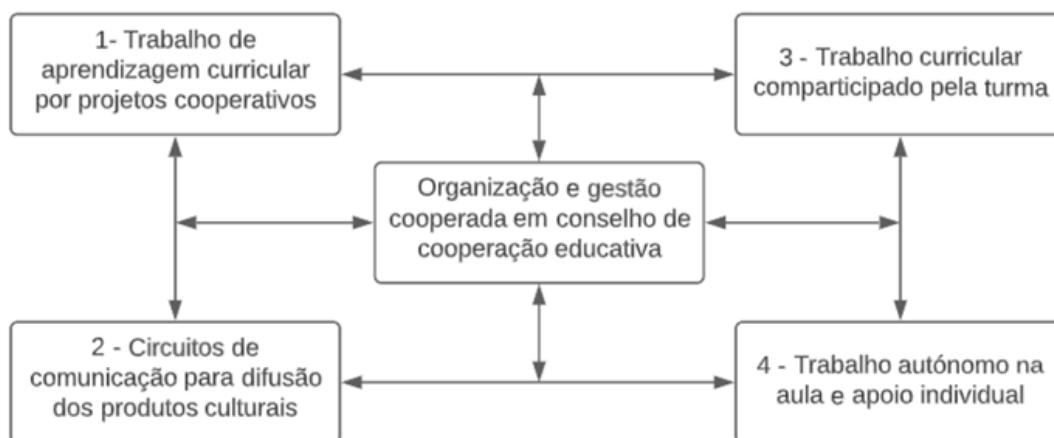 1- Trabalho de
aprendizagem curricular
por projetos cooperativos
3 - Trabalho curricular
comparticipado pela turma
Organização e gestão
cooperada em conselho de
cooperação educativa
2 - Circuitos de
comunicação para difusão
dos produtos culturais
4 - Trabalho autónomo na
aula e apoio individual